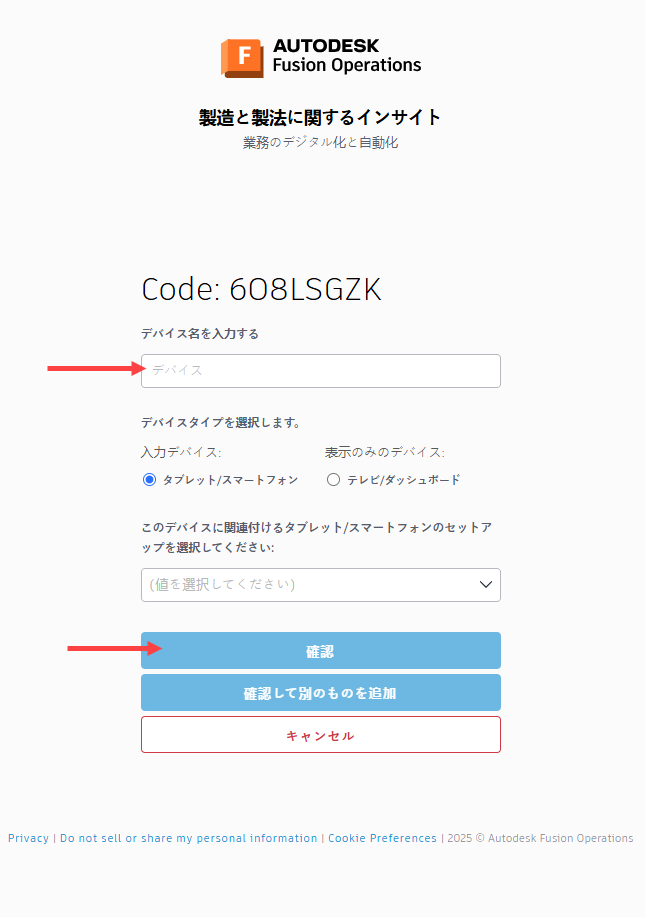 F
AUTODESK
Fusion Operations
製造と製法に関するインサイト
業務のデジタル化と自動化
Code: 6O8LSGZK
デバイス名を入力する
デバイス
デバイスタイプを選択します。
入力デバイス: 表示のみのデバイス:
タブレット/スマートフォン テレビ/ダッシュボード
このデバイスに関連付けるタブレット/スマートフォンのセットア
ップを選択してください:
(値を選択してください)
確認
確認して別のものを追加
キャンセル
Privacy | Do not sell or share my personal information | Cookie Preferences | 2025 © Autodesk Fusion Operations